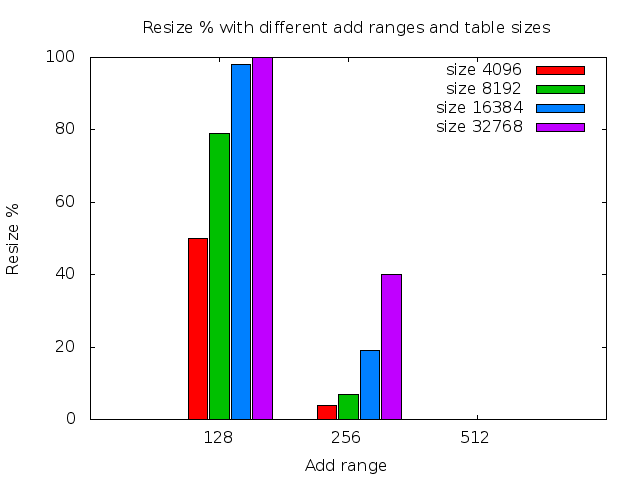 Resize % with different add ranges and table sizes
size 4096
size 8192
size 16384
size 32768
100
80
60
40
20
0
Resize %
128 256 512
Add range